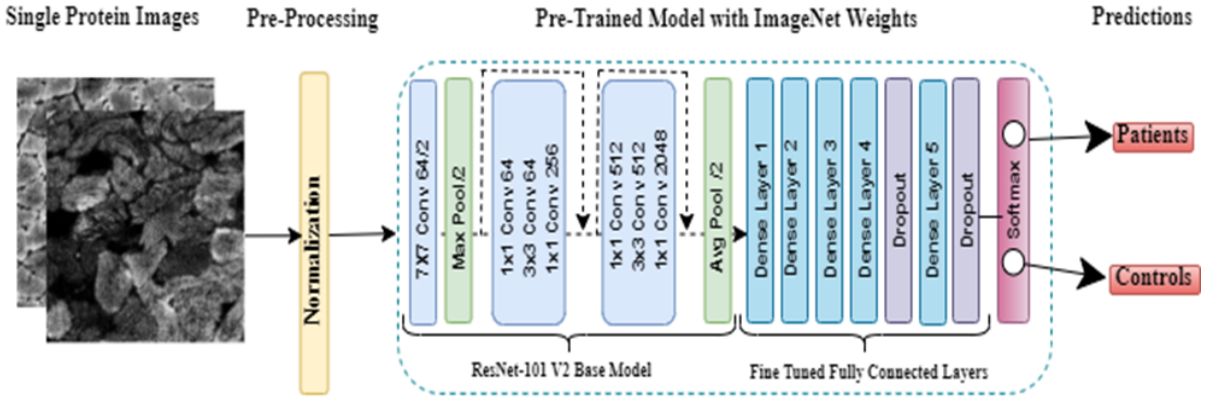 Single Protein Images
Pre-Processing
Pre-Trained Model with ImageNet Weights
Predictions
Normalization
7X7 Conv 64/2
Max Pool/2
1x1 Conv 64
3x3 Conv 64
1x1 Conv 256
1x1 Conv 512
3x3 Conv 512
1x1 Conv 2048
Avg Pool /2
Dense Layer 1
Dense Layer 2
Dense Layer 3
Dense Layer 4
Dropout
Dense Layer 5
Dropout
Softmax
Patients
Controls
ResNet-101 V2 Base Model
Fine Tuned Fully Connected Layers